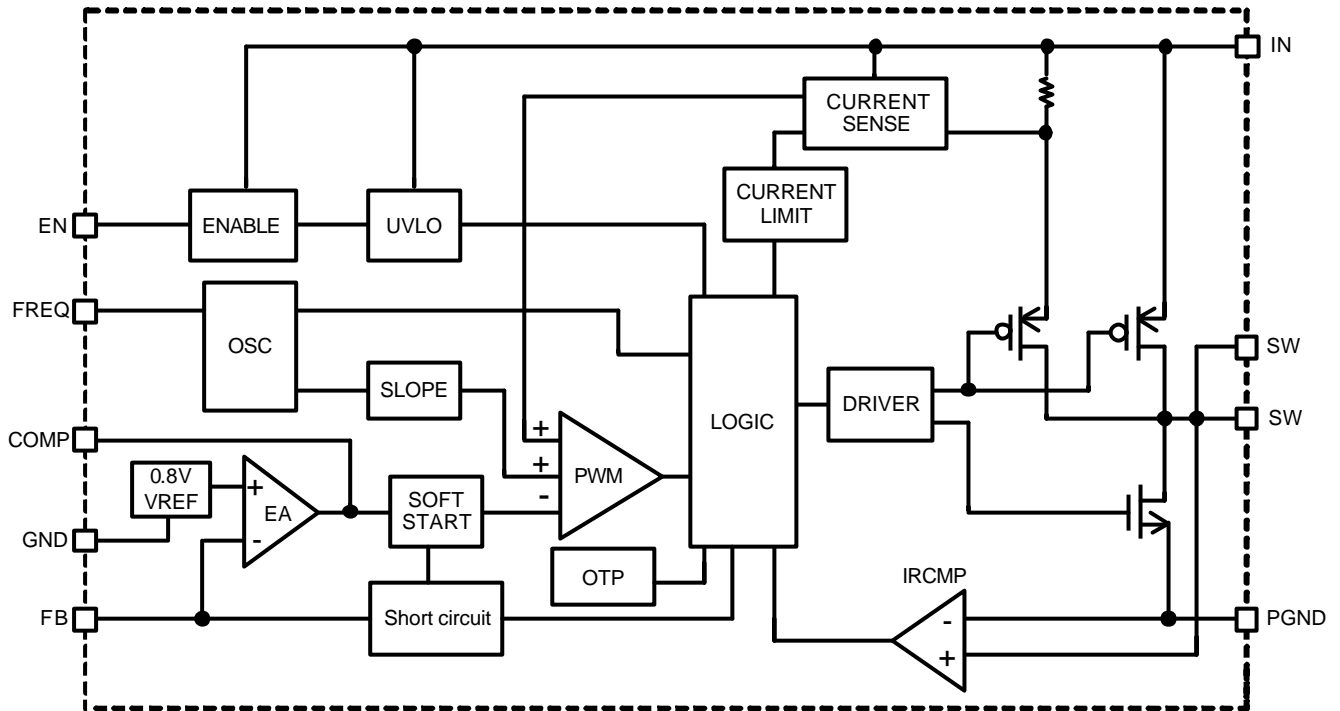 IN
CURRENT
SENSE
CURRENT
LIMIT
EN
ENABLE
UVLO
FREQ
OSC
SW
SLOPE
LOGIC
DRIVER
SW
COMP
+
0.8V
VREF
+
EA
-
SOFT
START
+
-
PWM
GND
OTP
IRCMP
FB
Short circuit
-
+
PGND